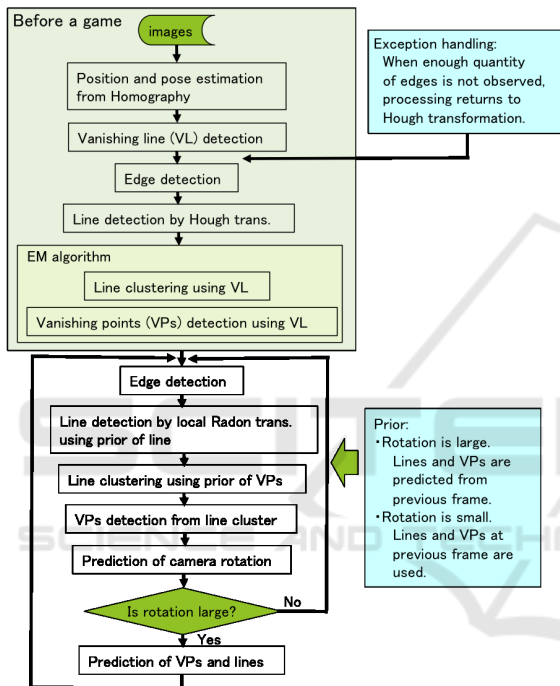 Before a game
images
Position and pose estimation
from Homography
Vanishing line (VL) detection
Edge detection
Line detection by Hough trans.
EM algorithm
Line clustering using VL
Vanishing points (VPs) detection using VL
Exception handling:
When enough quantity
of edges is not observed,
processing returns to
Hough transformation.
Edge detection
Line detection by local Radon trans.
using prior of line
Line clustering using prior of VPs
VPs detection from line cluster
Prediction of camera rotation
Is rotation large?
No
Yes
Prediction of VPs and lines
Prior:
・Rotation is large.
Lines and VPs are
predicted from
previous frame.
・Rotation is small.
Lines and VPs at
previous frame are
used.